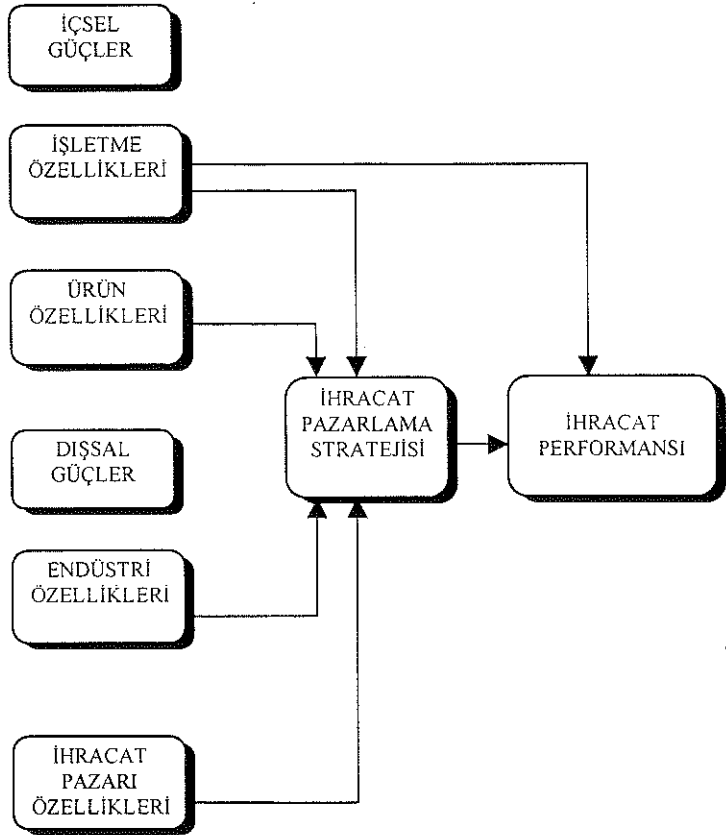 İÇSEL
GÜÇLER
İŞLETME
ÖZELLİKLERİ
ÜRÜN
ÖZELLİKLERİ
İHRACAT
PAZARLAMA
STRATEJİSİ
İHRACAT
PERFORMANSI
DIŞSAL
GÜÇLER
ENDÜSTRİ
ÖZELLİKLERİ
İHRACAT
PAZARI
ÖZELLİKLERİ